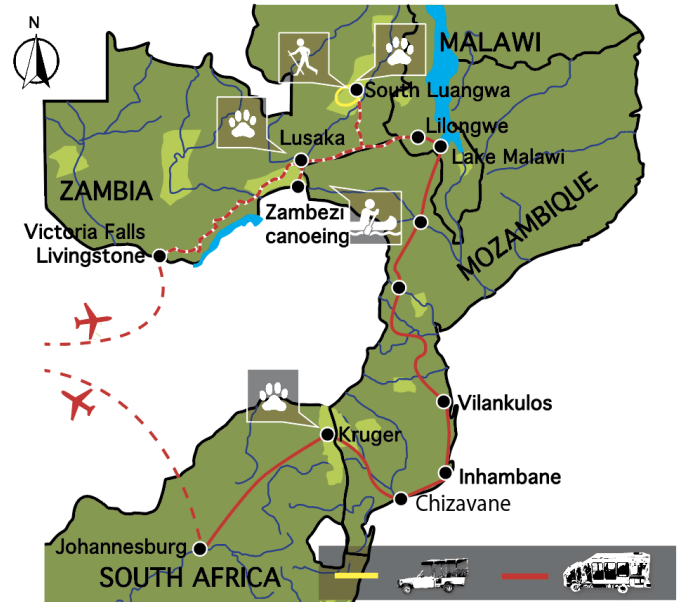 N
MALAWI
South Luangwa
Lilongwe
Lusaka
Lake Malawi
ZAMBIA
Zambezi
canoeing
MOZAMBIQUE
Victoria Falls
Livingstone
Vilankulos
Kruger
Inhambane
Chizavane
Johannesburg
SOUTH AFRICA